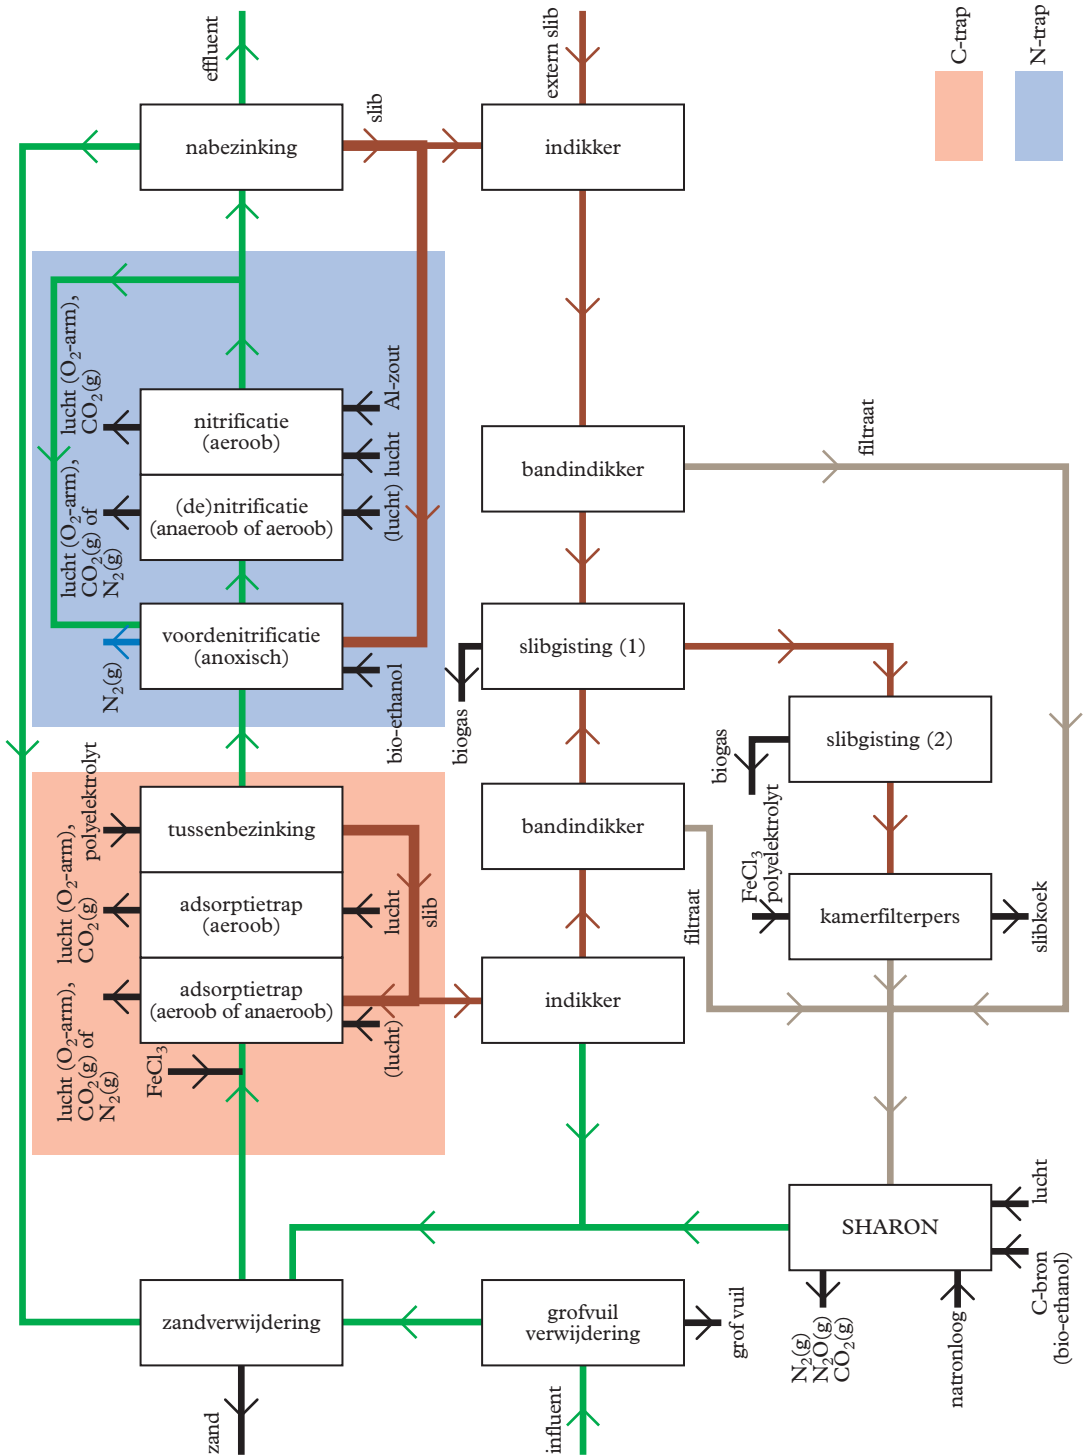 effluent
extern slib
C-trap
N-trap
nabezinking
slib
indikker
lucht (O₂-arm),
CO₂(g)
nitrificatie
(aeroob)
Al-zout
lucht
lucht (O₂-arm),
CO₂(g) of
N₂(g)
(de)nitrificatie
(anaeroob of aeroob)
(lucht)
bandindikker
filtraat
N₂(g)
voordenitrificatie
(anoxisch)
bio-ethanol
biogas
slibgisting (1)
biogas
slibgisting (2)
polyelektrolyt
tussenbezinking
bandindikker
lucht (O₂-arm),
CO₂(g)
adsorptietrap
(aeroob)
lucht
slib
filtraat
FeCl₃
polyelektrolyt
kamerfilterpers
slibkoek
lucht (O₂-arm),
CO₂(g) of
N₂(g)
adsorptietrap
(aeroob of anaeroob)
(lucht)
indikker
FeCl₃
SHARON
lucht
C-bron
(bio-ethanol)
natronloog
N₂(g)
N₂O(g)
CO₂(g)
zandverwijdering
grofvuil
verwijdering
grof vuil
zand
influent